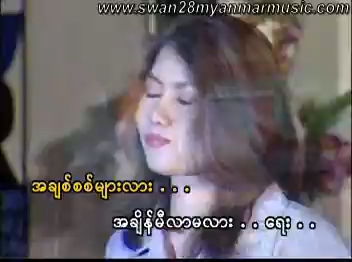 www.swan28myanmarmusic.com
အချစ်စစ်များလား . . .
အချိန်မီလာမလား . . ရေး . .